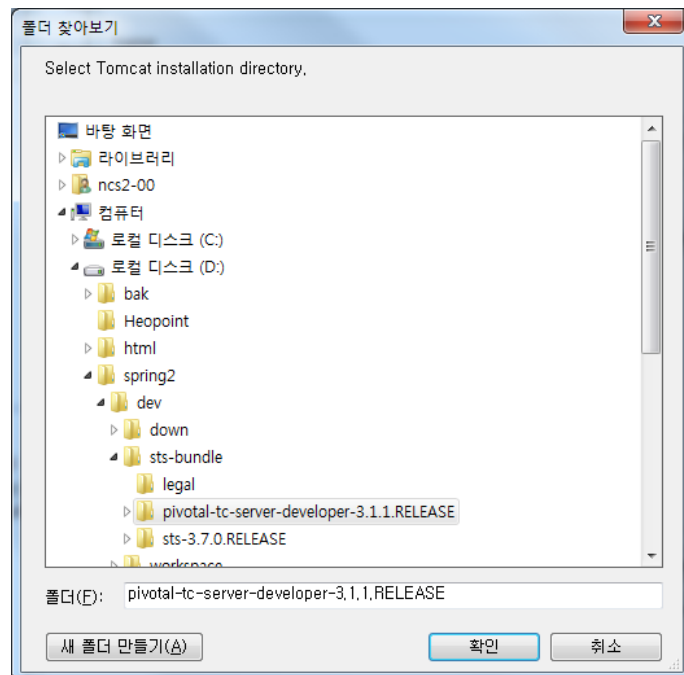 폴더 찾아보기
Select Tomcat installation directory.
바탕 화면
라이브러리
ncs2-00
컴퓨터
로컬 디스크 (C:)
로컬 디스크 (D:)
bak
Heopoint
html
spring2
dev
down
sts-bundle
legal
pivotal-tc-server-developer-3.1.1.RELEASE
sts-3.7.0.RELEASE
workspace
폴더(F): pivotal-tc-server-developer-3.1.1.RELEASE
새 폴더 만들기(A) 확인 취소